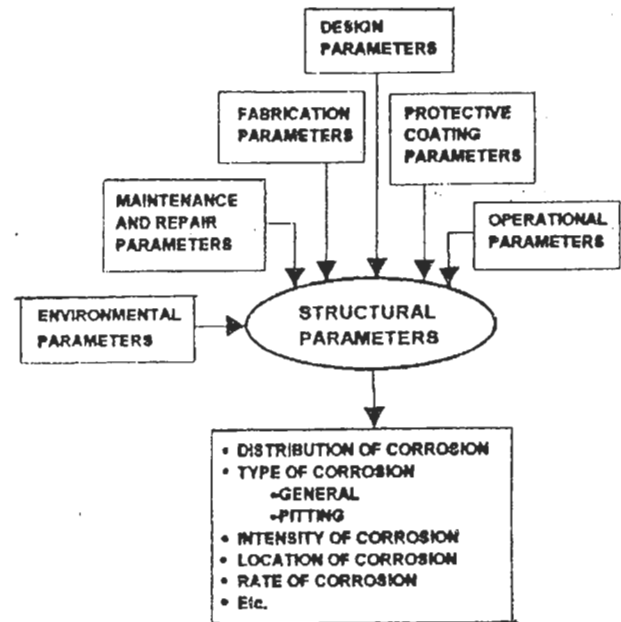 DESIGN
PARAMETERS
FABRICATION
PARAMETERS
PROTECTIVE
COATING
PARAMETERS
MAINTENANCE
AND REPAIR
PARAMETERS
OPERATIONAL
PARAMETERS
ENVIRONMENTAL
PARAMETERS
STRUCTURAL
PARAMETERS
• DISTRIBUTION OF CORROSION
• TYPE OF CORROSION
-GENERAL
-PITTING
• INTENSITY OF CORROSION
• LOCATION OF CORROSION
• RATE OF CORROSION
• Etc.